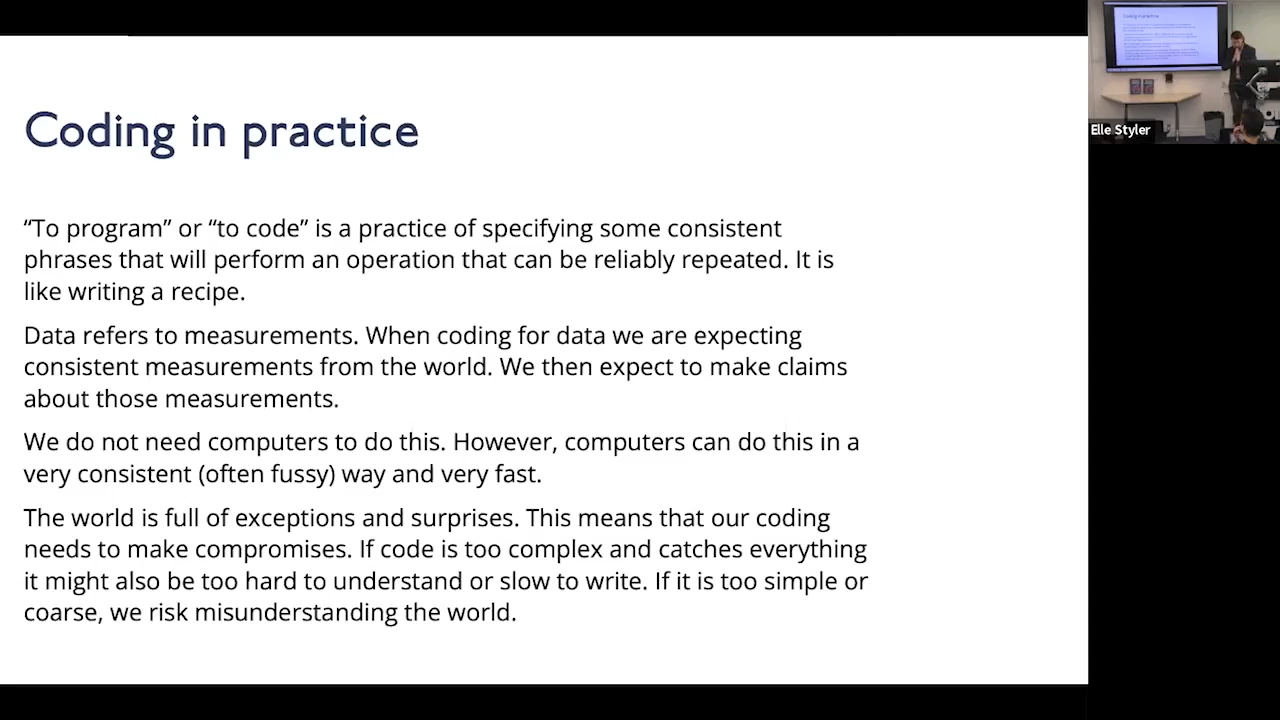 Coding in practice
“To program” or “to code” is a practice of specifying some consistent
phrases that will perform an operation that can be reliably repeated. It is
like writing a recipe.
Data refers to measurements. When coding for data we are expecting
consistent measurements from the world. We then expect to make claims
about those measurements.
We do not need computers to do this. However, computers can do this in a
very consistent (often fussy) way and very fast.
The world is full of exceptions and surprises. This means that our coding
needs to make compromises. If code is too complex and catches everything
it might also be too hard to understand or slow to write. If it is too simple or
coarse, we risk misunderstanding the world.
Coding in practice
Elle Styler